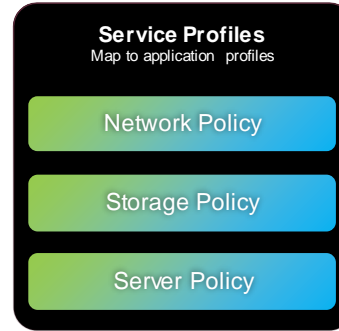 Service Profiles
Map to application profiles
Network Policy
Storage Policy
Server Policy